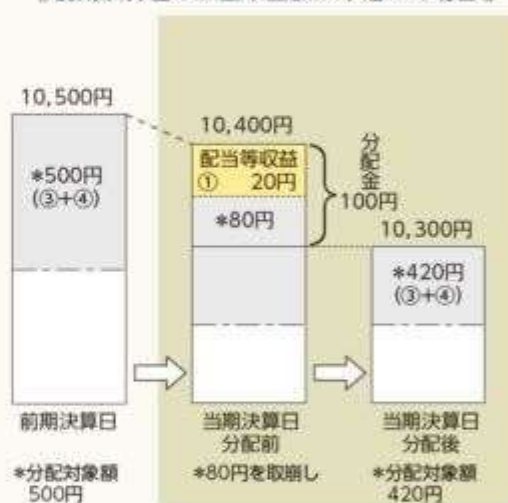 10,500円
*500円
(③+④)
前期決算日
*分配対象額
500円
10,400円
配当等収益
① 20円
*80円
分配金
100円
当期決算日
分配前
*80円を取崩し
10,300円
*420円
(③+④)
当期決算日
分配後
*分配対象額
420円